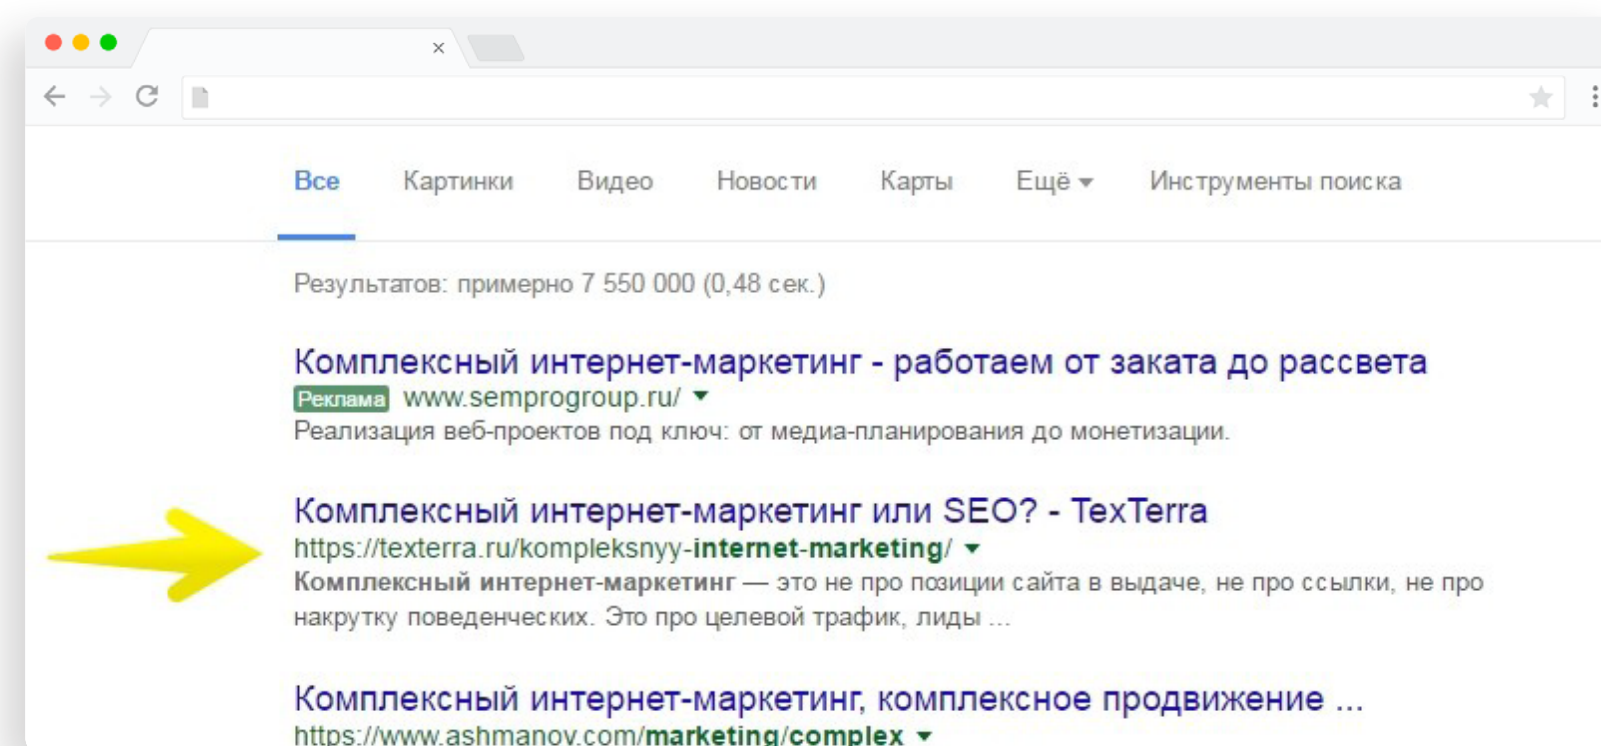 Все Картинки Видео Новости Карты Ещё Инструменты поиска
Результатов: примерно 7 550 000 (0,48 сек.)
Комплексный интернет-маркетинг - работаем от заката до рассвета
Реклама www.semprogroup.ru/
Реализация веб-проектов под ключ: от медиа-планирования до монетизации.
Комплексный интернет-маркетинг или SEO? - TexTerra
https://texterra.ru/kompleksnyy-internet-marketing/
Комплексный интернет-маркетинг — это не про позиции сайта в выдаче, не про ссылки, не про
накрутку поведенческих. Это про целевой трафик, лиды ...
Комплексный интернет-маркетинг, комплексное продвижение ...
https://www.ashmanov.com/marketing/complex